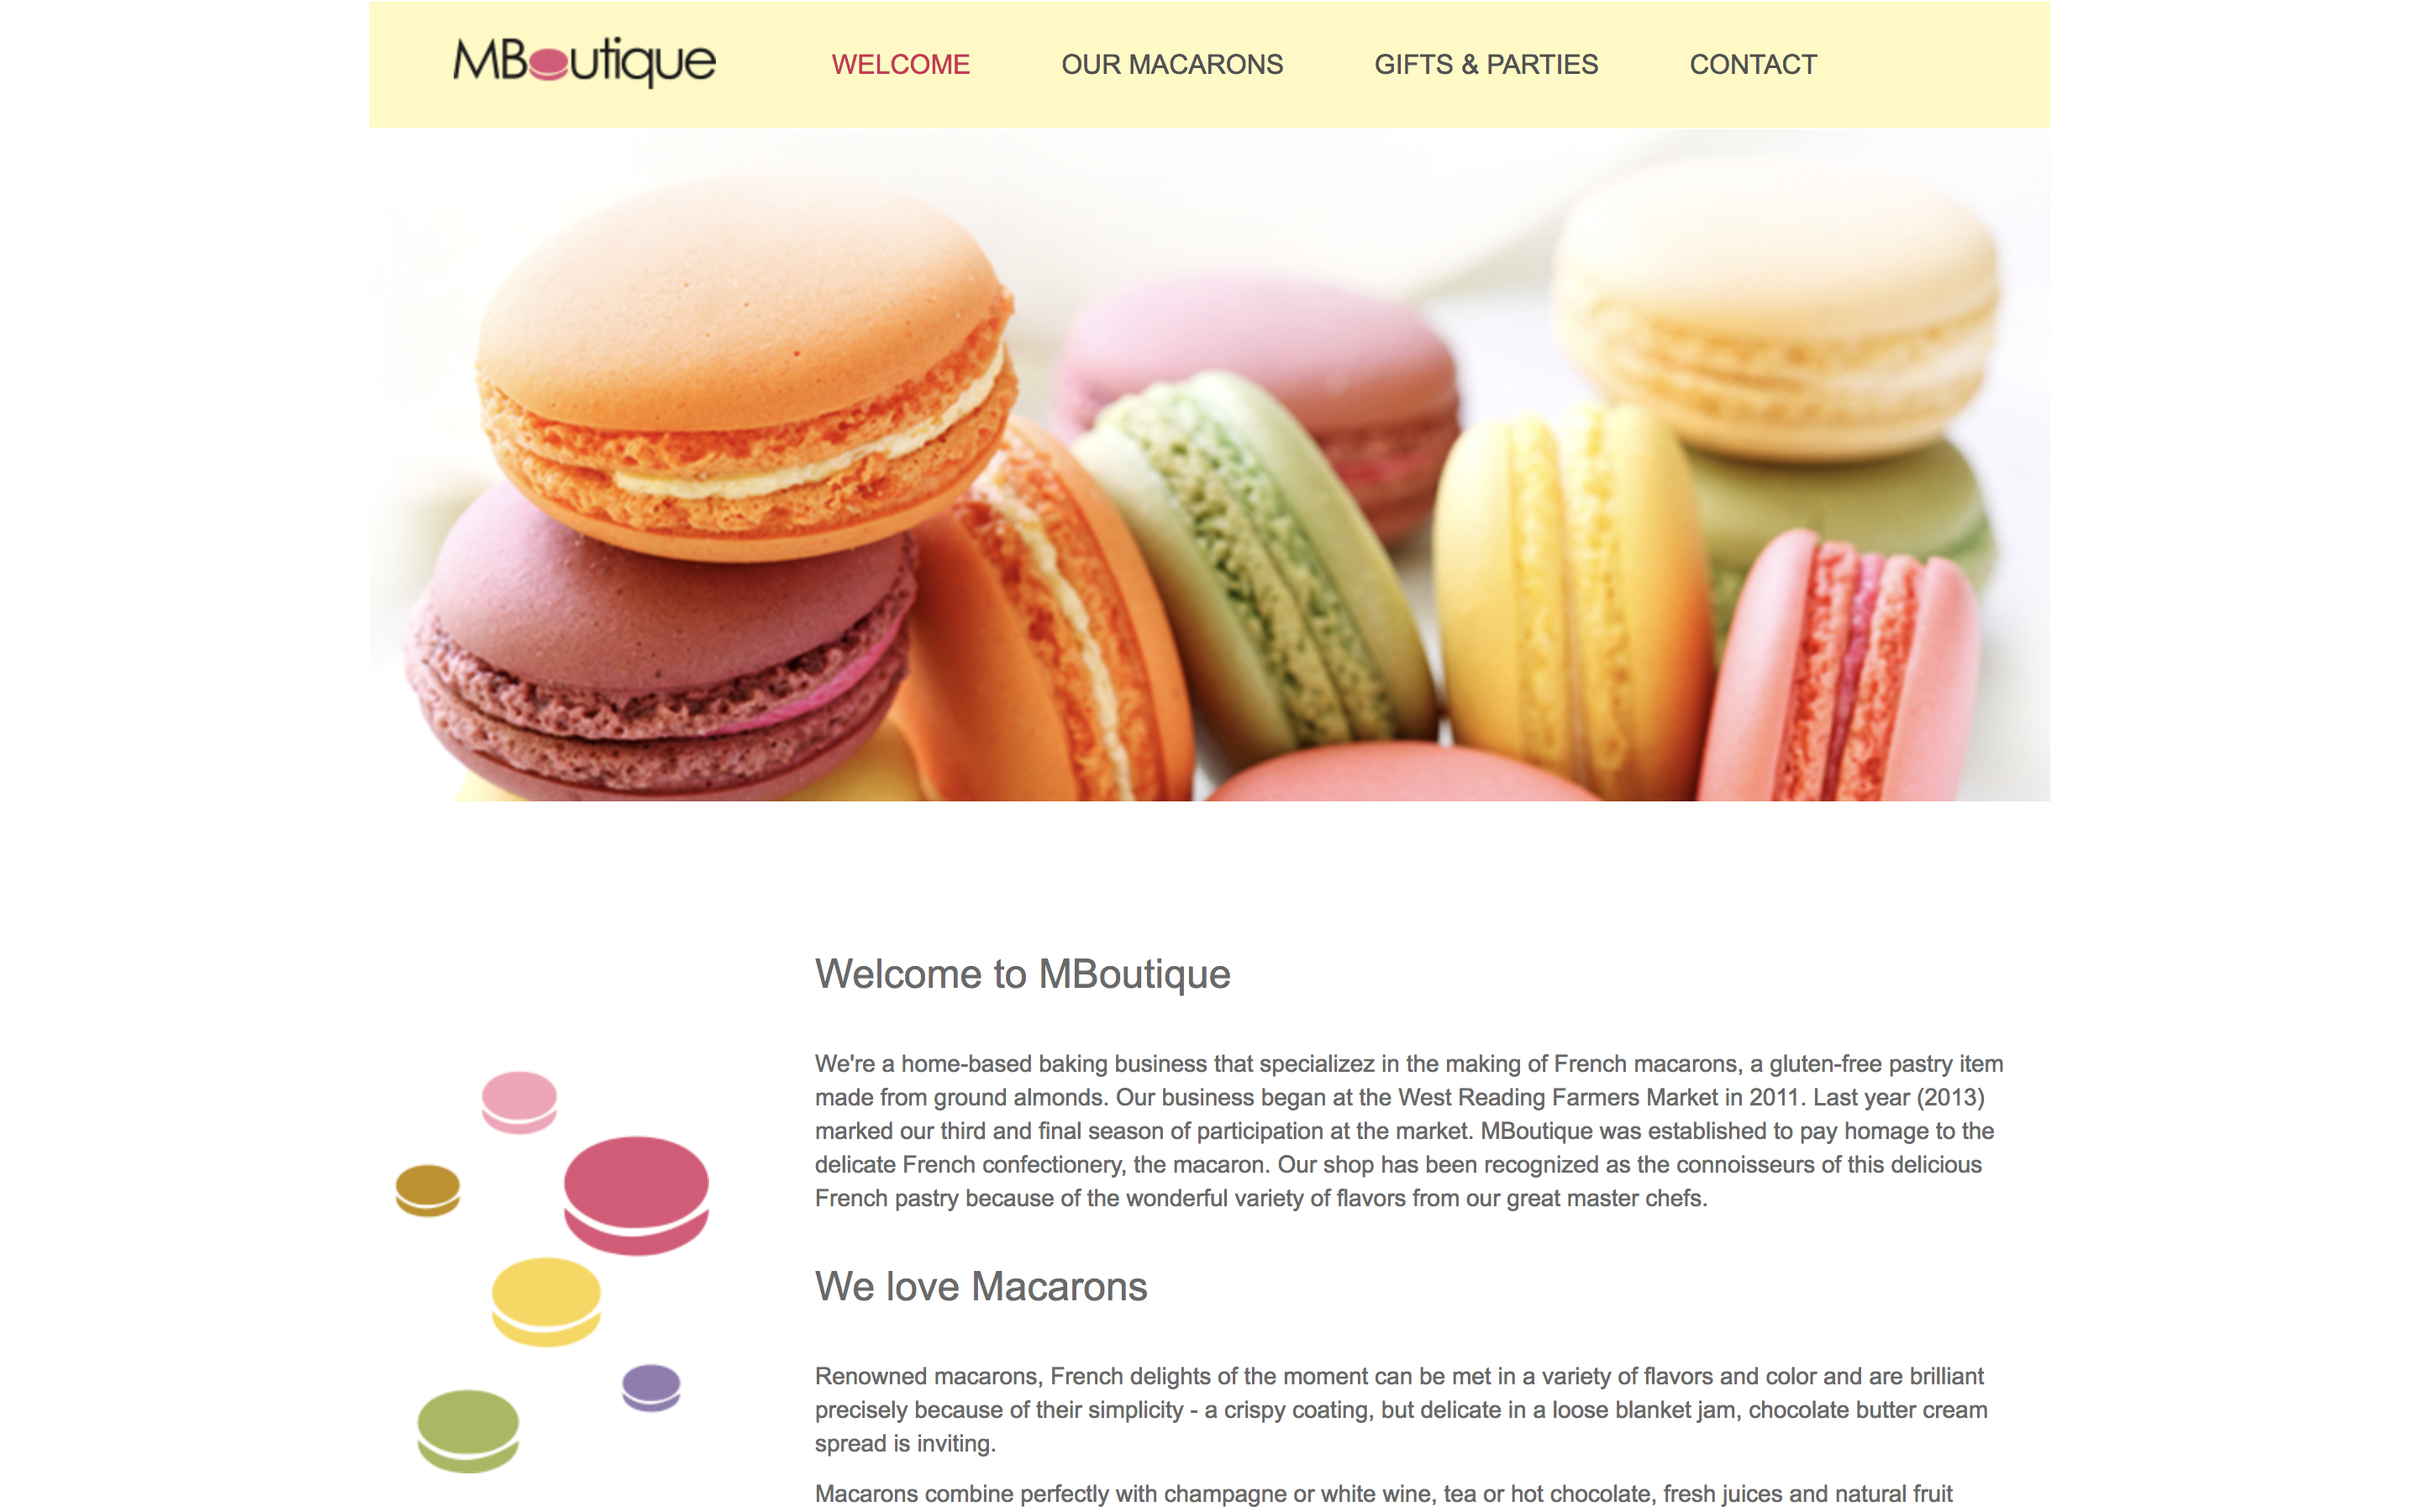 MBoutique
WELCOME
OUR MACARONS
GIFTS & PARTIES
CONTACT
Welcome to MBoutique
We're a home-based baking business that specializez in the making of French macarons, a gluten-free pastry item
made from ground almonds. Our business began at the West Reading Farmers Market in 2011. Last year (2013)
marked our third and final season of participation at the market. MBoutique was established to pay homage to the
delicate French confectionery, the macaron. Our shop has been recognized as the connoisseurs of this delicious
French pastry because of the wonderful variety of flavors from our great master chefs.
We love Macarons
Renowned macarons, French delights of the moment can be met in a variety of flavors and color and are brilliant
precisely because of their simplicity - a crispy coating, but delicate in a loose blanket jam, chocolate butter cream
spread is inviting.
Macarons combine perfectly with champagne or white wine, tea or hot chocolate, fresh juices and natural fruit